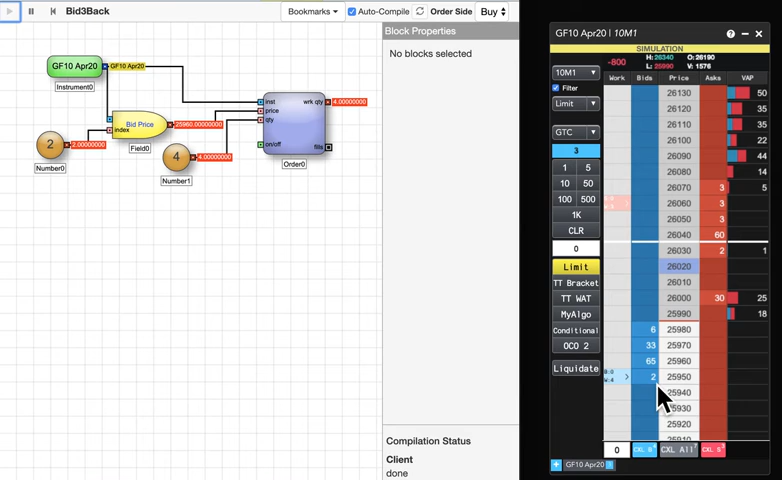 Bid3Back
Bookmarks
Auto-Compile
Order Side
Buy
GF10 Apr20
GF10 Apr20
Instrument0
Bid Price
index
Field0
25960.00000000
2
2.00000000
Number0
4
4.00000000
Number1
inst
price
qty
on/off
wrk qty
fills
4.00000000
Order0
Block Properties
No blocks selected
Compilation Status
Client
done
GF10 Apr20 | 10M1
SIMULATION
-800
H:26340 O:26190
L: 25990 V: 1576
10M1
Filter
Limit
GTC
3
1 5
10 50
100 500
1K
CLR
0
Limit
TT Bracket
TT WAT
MyAlgo
Conditional
OCO 2
Liquidate
Work Bids Price Asks VAP
26130 50
26120 35
26110 35
26100 22
26090 44
26080 14
26070 3 5
26060 3
26050 3
26040 60
26030 2 1
26020
26010
26000 30 25
25990 18
6 25980
33 25970
65 25960
B:0
W:4
2 25950
25940
25930
25920
25910
0 CXL B CXL All CXL S
GF10 Apr20